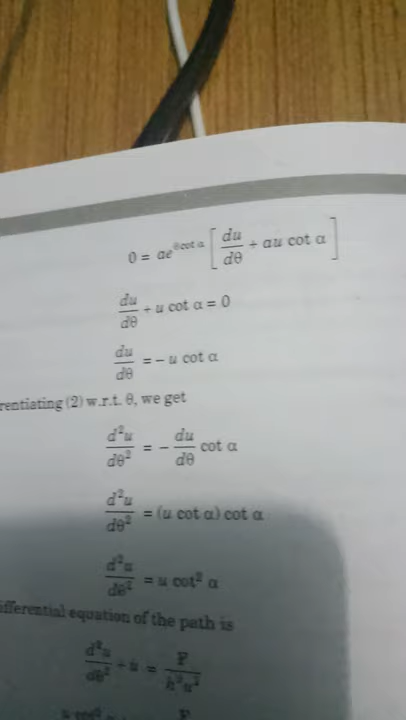 0 = ae^{θ cot α} [ du/dθ + au cot α ]
du/dθ + u cot α = 0
du/dθ = – u cot α
rentiating (2) w.r.t. θ, we get
d²u/dθ² = – du/dθ cot α
d²u/dθ² = (u cot α) cot α
d²u/dθ² = u cot² α
ifferential equation of the path is
d²u/dθ² + u = F/h²u²